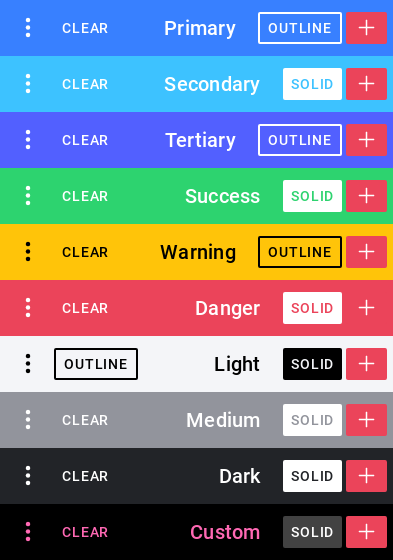 CLEAR Primary OUTLINE
CLEAR Secondary SOLID
CLEAR Tertiary OUTLINE
CLEAR Success SOLID
CLEAR Warning OUTLINE
CLEAR Danger SOLID
OUTLINE Light SOLID
CLEAR Medium SOLID
CLEAR Dark SOLID
CLEAR Custom SOLID